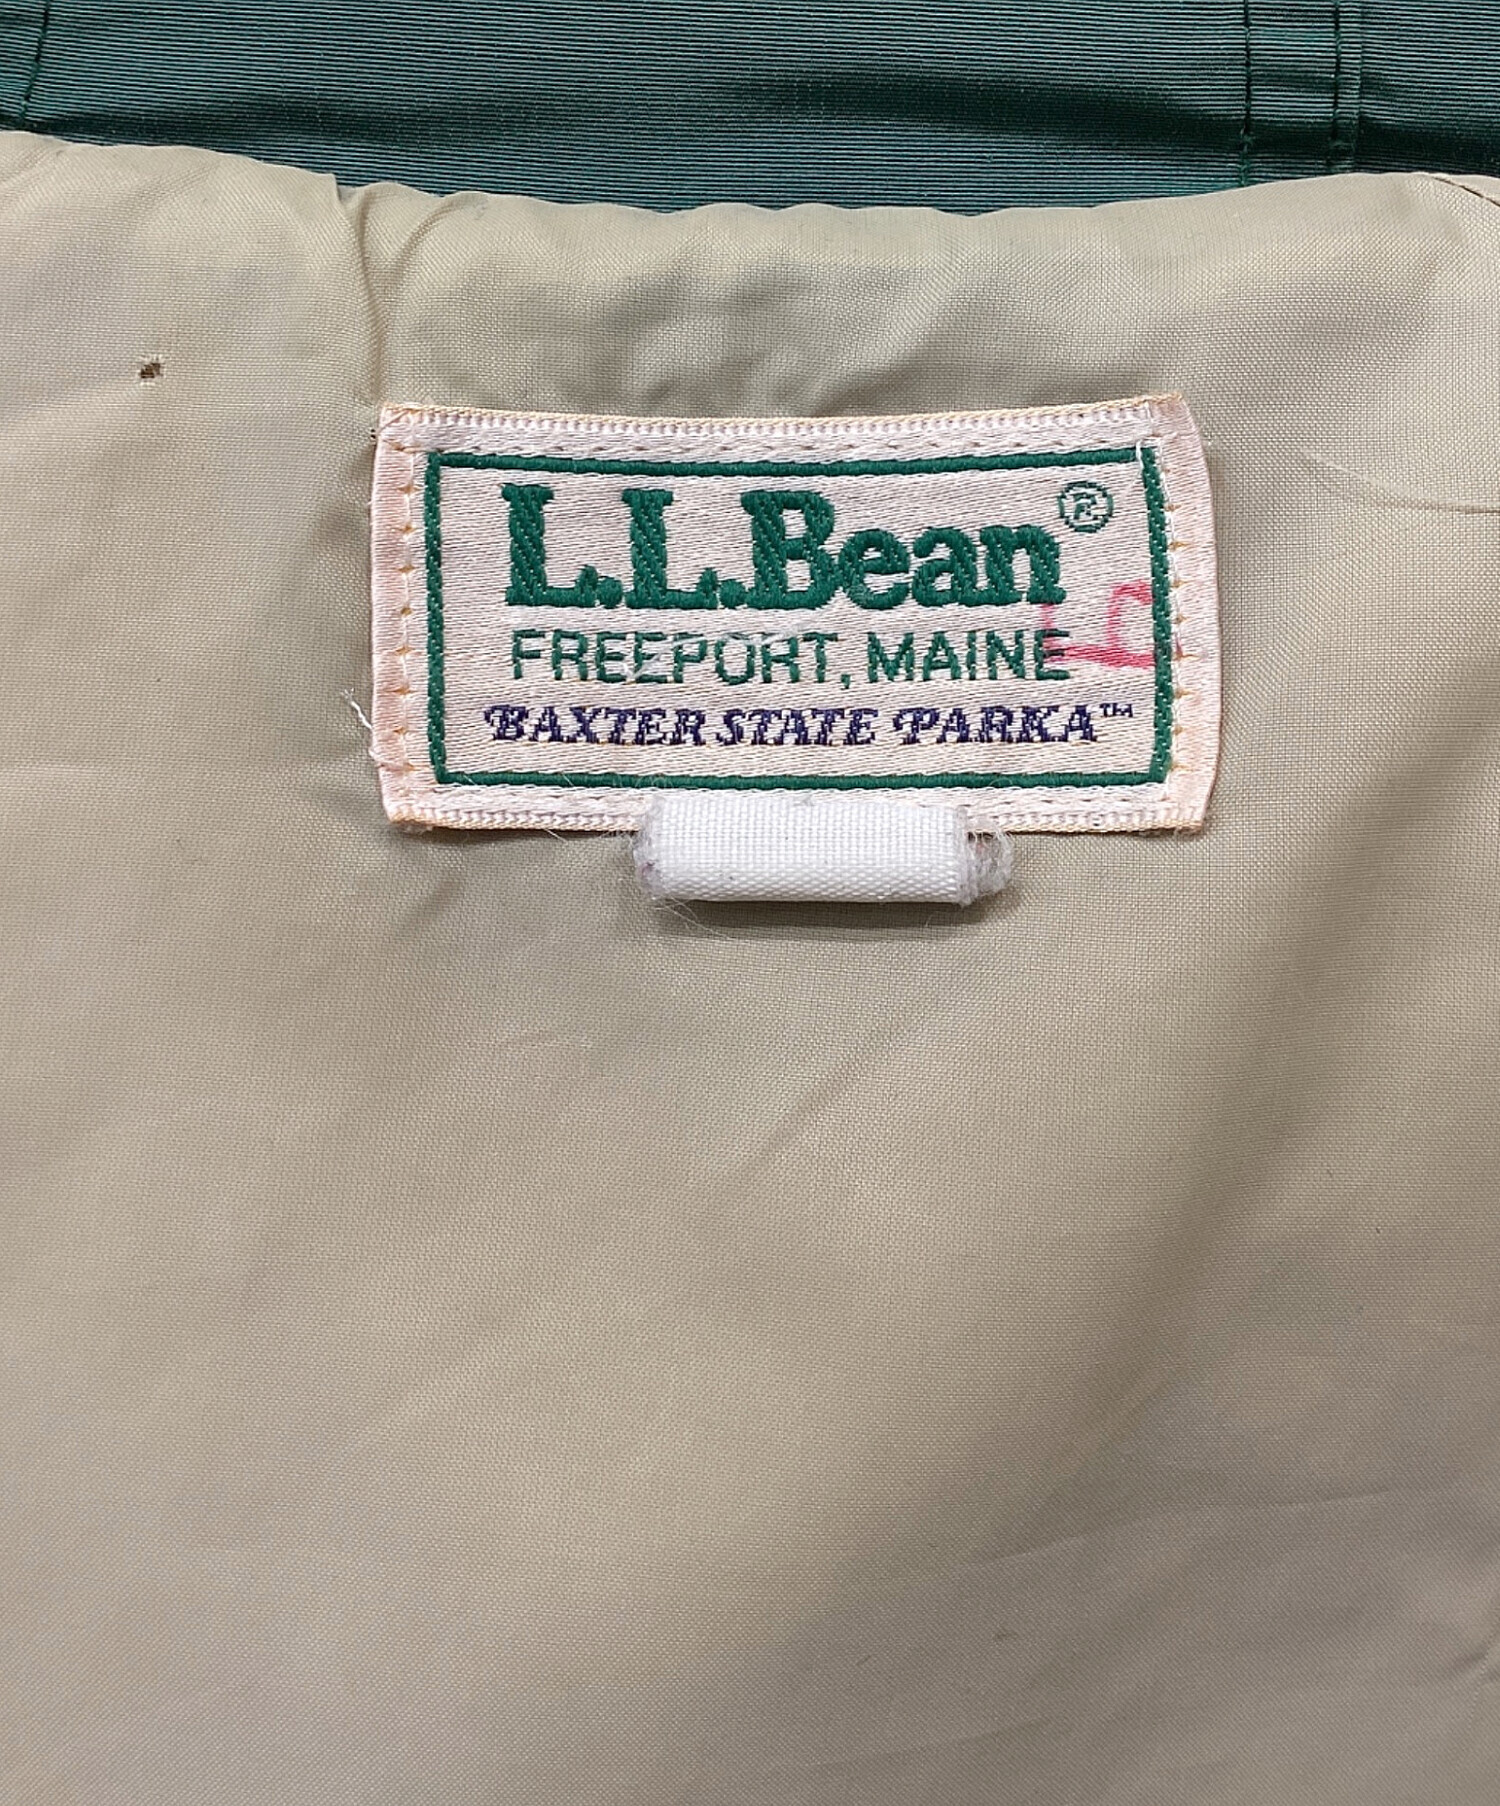 L.L.Bean®
FREEPORT, MAINE
BAXTER STATE PARKA™